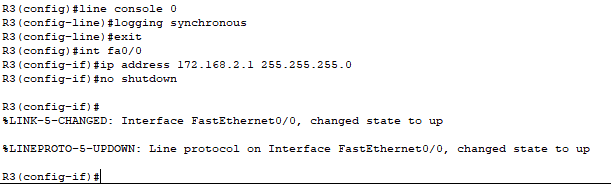 R3(config)#line console 0
R3(config-line)#logging synchronous
R3(config-line)#exit
R3(config)#int fa0/0
R3(config-if)#ip address 172.168.2.1 255.255.255.0
R3(config-if)#no shutdown
R3(config-if)#
%LINK-5-CHANGED: Interface FastEthernet0/0, changed state to up
%LINEPROTO-5-UPDOWN: Line protocol on Interface FastEthernet0/0, changed state to up
R3(config-if)#